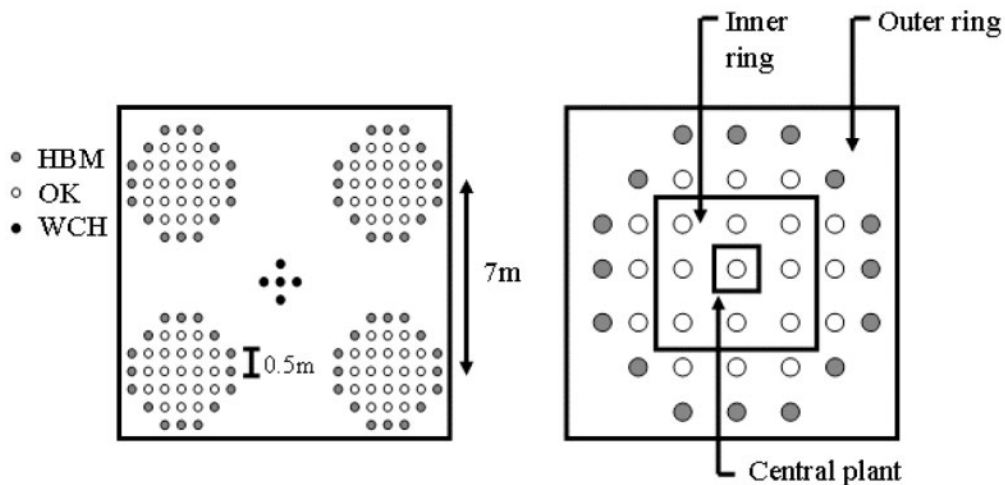 Inner
ring
Outer ring
HBM
OK
WCH
7m
0.5m
Central plant